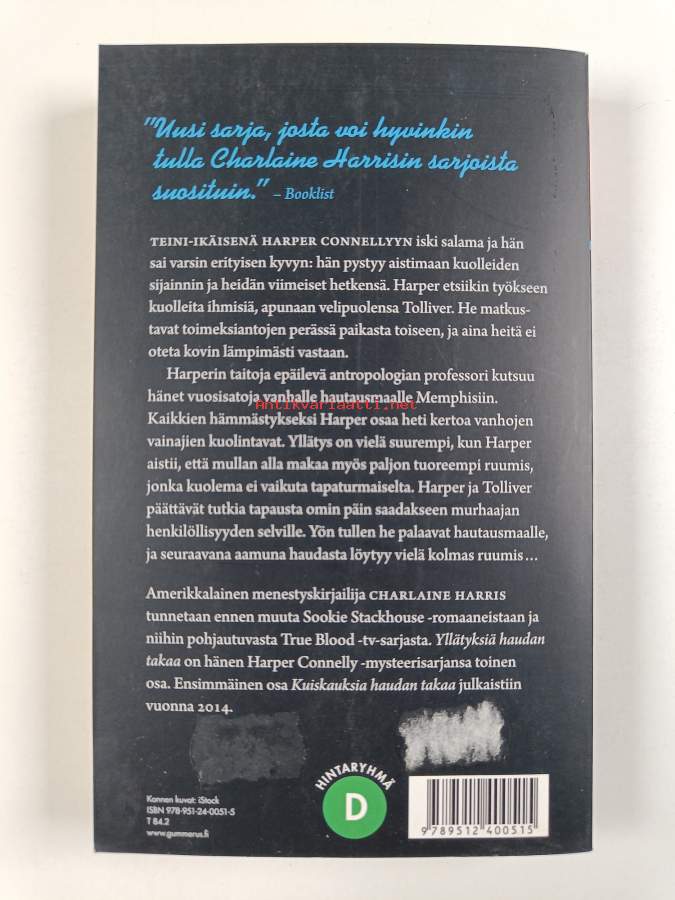 "Uusi sarja, josta voi hyvinkin
tulla Charlaine Harrisin sarjoista
suosituin." – Booklist
TEINI-IKÄISENÄ HARPER CONNELLYYN iski salama ja hän
sai varsin erityisen kyvyn: hän pystyy aistimaan kuolleiden
sijainnin ja heidän viimeiset hetkensä. Harper etsiikin työkseen
kuolleita ihmisiä, apunaan velipuolensa Tolliver. He matkus-
tavat toimeksiantojen perässä paikasta toiseen, ja aina heitä ei
oteta kovin lämpimästi vastaan.
Harperin taitoja epäilevä antropologian professori kutsuu
hänet vuosisatoja vanhalle hautausmaalle Memphisiin.
Antikvariaatti.net
Kaikkien hämmästykseksi Harper osaa heti kertoa vanhojen
vainajien kuolintavat. Yllätys on vielä suurempi, kun Harper
aistii, että mullan alla makaa myös paljon tuoreempi ruumis,
jonka kuolema ei vaikuta tapaturmaiselta. Harper ja Tolliver
päättävät tutkia tapausta omin päin saadakseen murhaajan
henkilöllisyyden selville. Yön tullen he palaavat hautausmaalle,
ja seuraavana aamuna haudasta löytyy vielä kolmas ruumis...
Amerikkalainen menestyskirjailija CHARLAINE HARRIS
tunnetaan ennen muuta Sookie Stackhouse -romaaneistaan ja
niihin pohjautuvasta True Blood -tv-sarjasta. Yllätyksiä haudan
takaa on hänen Harper Connelly -mysteerisarjansa toinen
osa. Ensimmäinen osa Kuiskauksia haudan takaa julkaistiin
vuonna 2014.
Kannen kuvat: iStock
ISBN 978-951-24-0051-5
T 84.2
www.gummerus.fi
HINTARYHMÄ
D
9 789512 400515